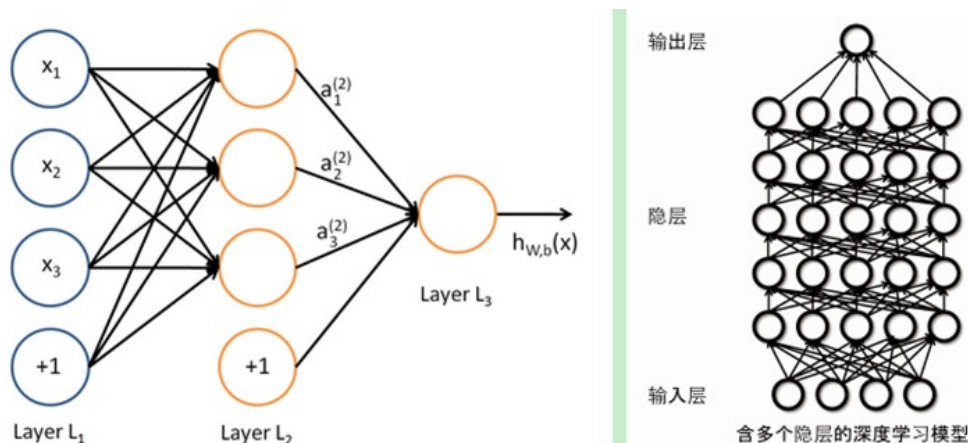 x₁
x₂
x₃
+1
Layer L₁
+1
Layer L₂
a₁⁽²⁾
a₂⁽²⁾
a₃⁽²⁾
Layer L₃
h_{W,b}(x)
输出层
隐层
输入层
含多个隐层的深度学习模型